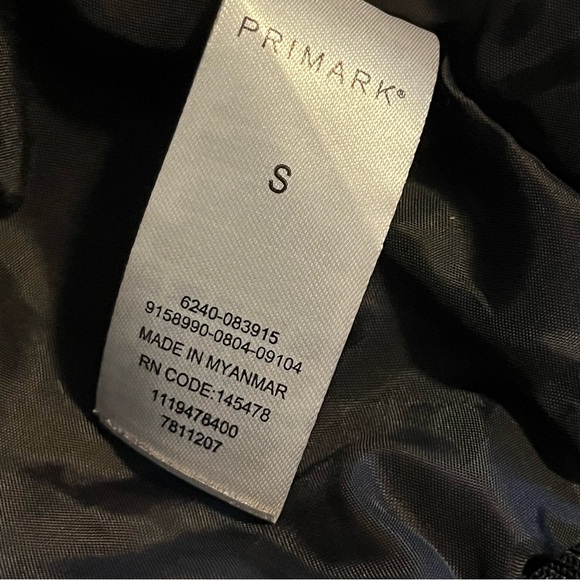 PRIMARK®
S
6240-083915
9158990-0804-09104
MADE IN MYANMAR
RN CODE:145478
1119478400
7811207